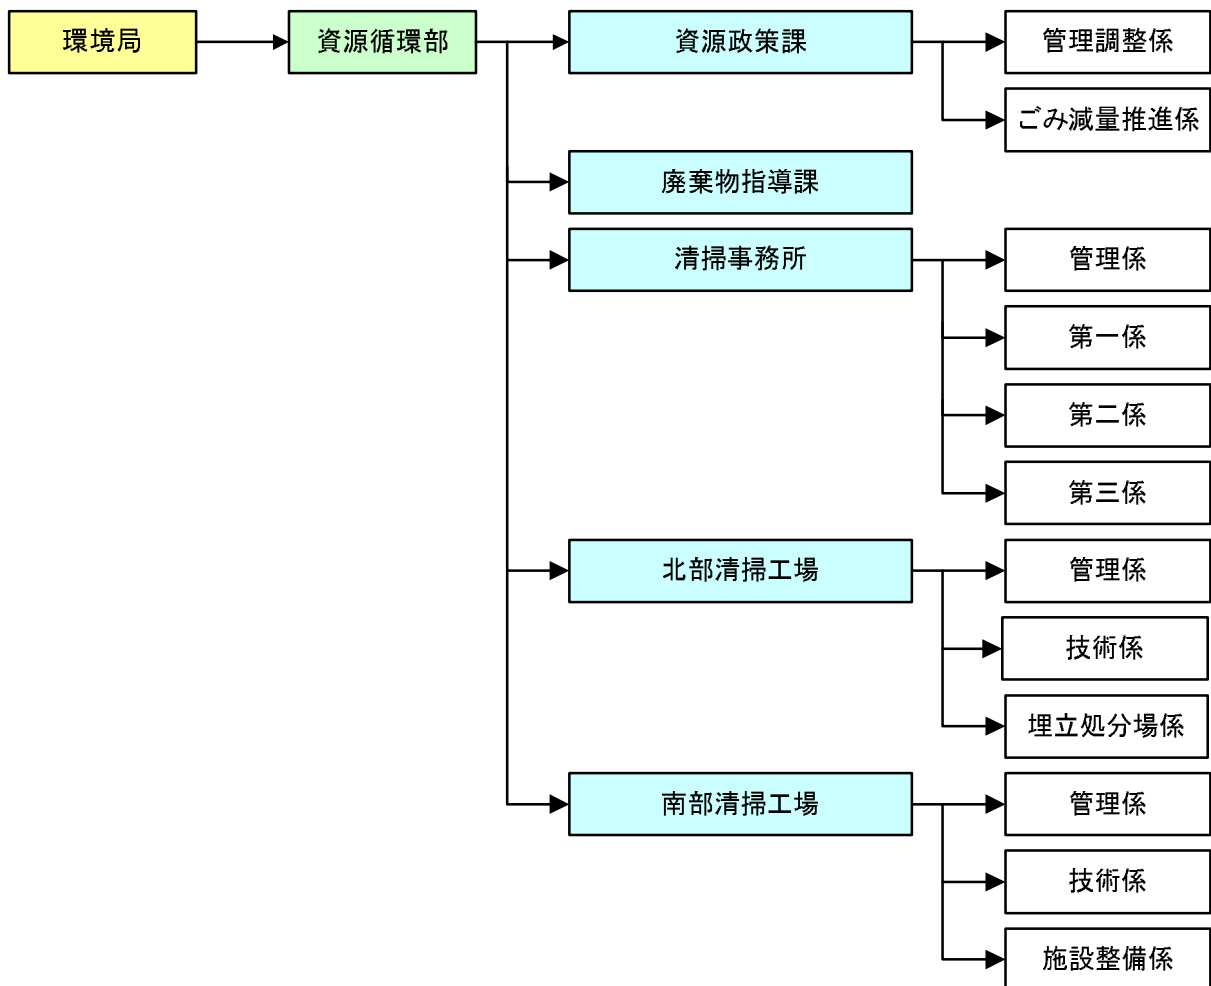 環境局
資源循環部
資源政策課
管理調整係
ごみ減量推進係
廃棄物指導課
清掃事務所
管理係
第一係
第二係
第三係
北部清掃工場
管理係
技術係
埋立処分場係
南部清掃工場
管理係
技術係
施設整備係